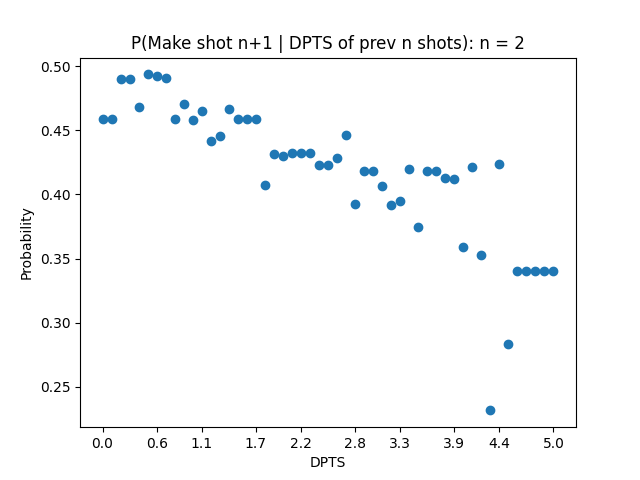 P(Make shot n+1 | DPTS of prev n shots): n = 2
0.50
0.45
0.40
0.35
0.30
0.25
Probability
0.0 0.6 1.1 1.7 2.2 2.8 3.3 3.9 4.4 5.0
DPTS